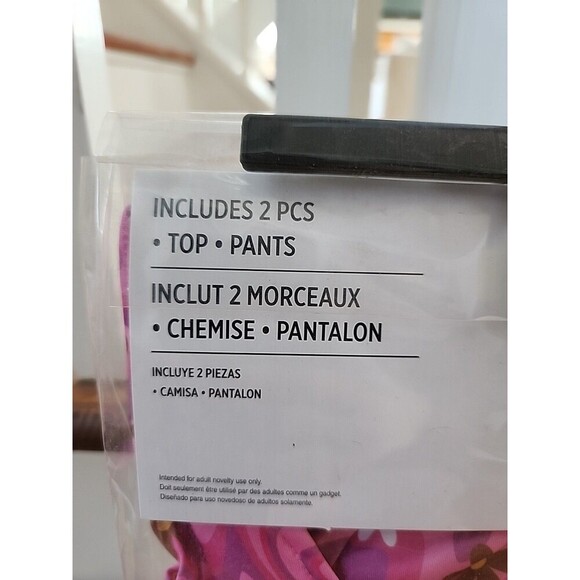 INCLUDES 2 PCS
• TOP • PANTS
INCLUT 2 MORCEAUX
• CHEMISE • PANTALON
INCLUYE 2 PIEZAS
• CAMISA • PANTALON
Intended for adult novelty use only.
Doit seulement être utilisé par des adultes comme un gadget.
Diseñado para uso novedoso de adultos solamente.